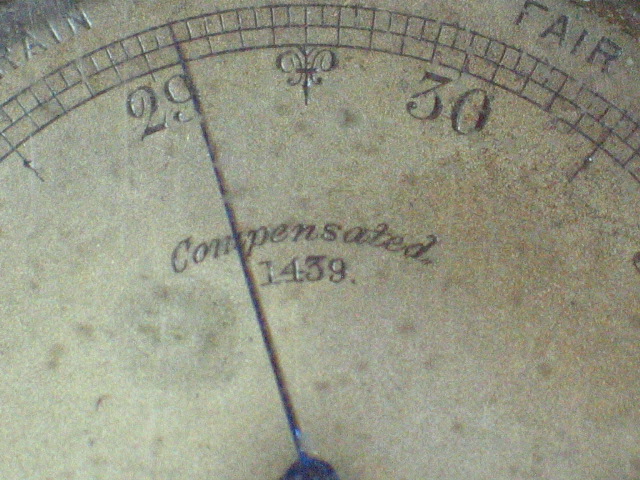 RAIN
FAIR
29
30
Compensated.
1439.